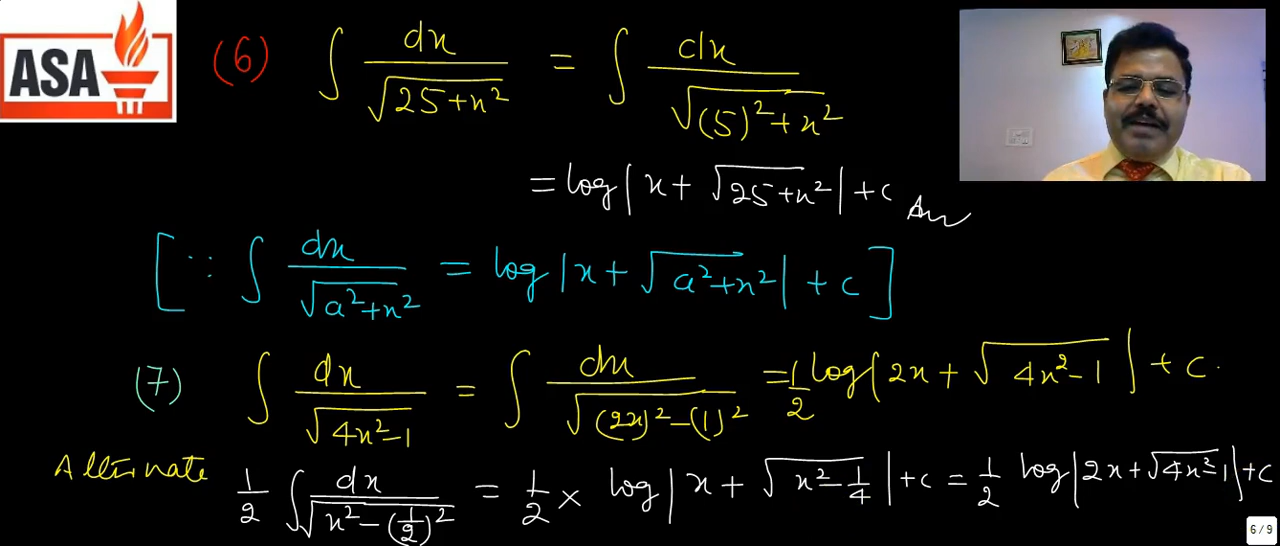 ASA
(6) ∫ dx/√(25+x²) = ∫ dx/√((5)²+x²)
= log|x + √(25+x²)| + c Ans
[∵ ∫ dx/√(a²+x²) = log|x + √(a²+x²)| + c]
(7) ∫ dx/√(4x²-1) = ∫ dx/√((2x)²-(1)²) = 1/2 log|2x + √(4x²-1)| + c.
Alternate 1/2 ∫ dx/√(x²-(1/2)²) = 1/2 × log|x + √(x²-1/4)| + c = 1/2 log|2x+√(4x²-1)| + c
6/9